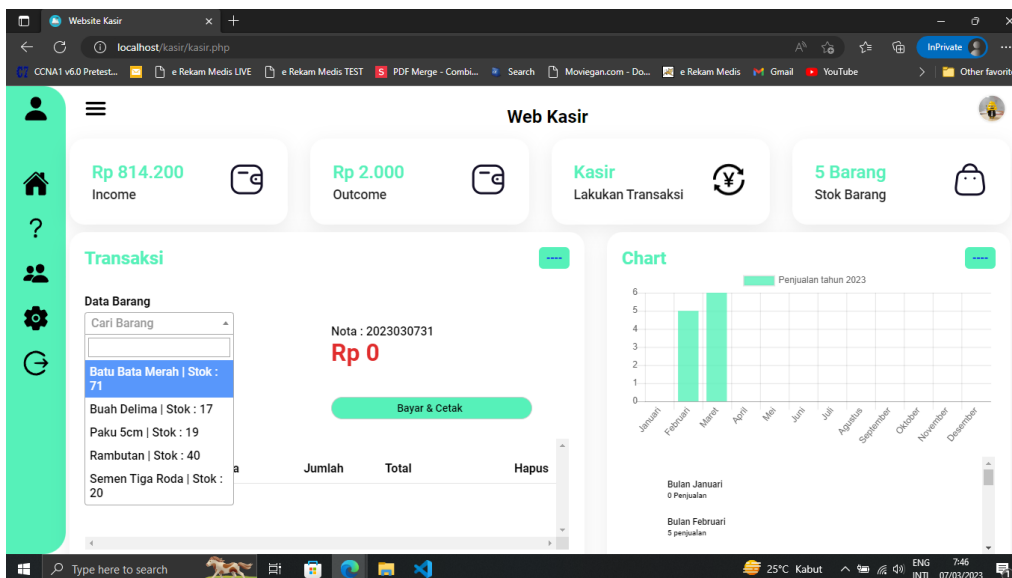 Website Kasir
localhost/kasir/kasir.php
InPrivate
CCNA1 v6.0 Pretest...
e Rekam Medis LIVE
e Rekam Medis TEST
S PDF Merge - Combi...
Search
Moviegan.com - Do...
e Rekam Medis
Gmail
YouTube
Other favorit
Web Kasir
Rp 814.200
Income
Rp 2.000
Outcome
Kasir
Lakukan Transaksi
5 Barang
Stok Barang
Transaksi
----
Data Barang
Cari Barang
Batu Bata Merah | Stok :
71
Buah Delima | Stok : 17
Paku 5cm | Stok : 19
Rambutan | Stok : 40
Semen Tiga Roda | Stok :
20
Nota : 2023030731
Rp 0
Bayar & Cetak
a Jumlah Total Hapus
Chart
----
Penjualan tahun 2023
6
5
4
3
2
1
0
Januari Februari Maret April Mei Juni Juli Agustus September Oktober November Desember
Bulan Januari
0 Penjualan
Bulan Februari
5 penjualan
Type here to search
25°C Kabut
ENG
INTL
7:46
07/03/2023